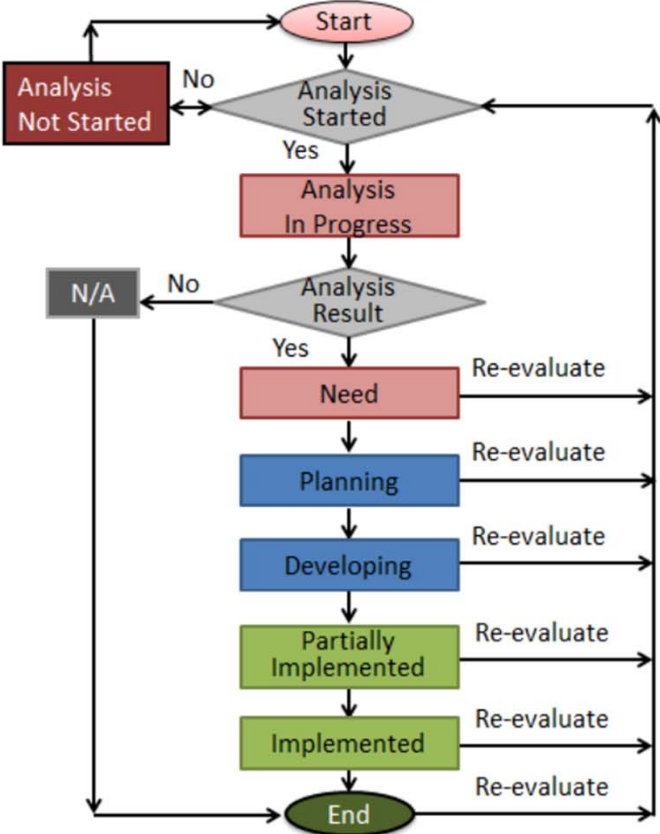 Start
Analysis
Started
No
Analysis
Not Started
Yes
Analysis
In Progress
Analysis
Result
No
N/A
Yes
Need
Re-evaluate
Planning
Re-evaluate
Developing
Re-evaluate
Partially
Implemented
Re-evaluate
Implemented
Re-evaluate
End
Re-evaluate